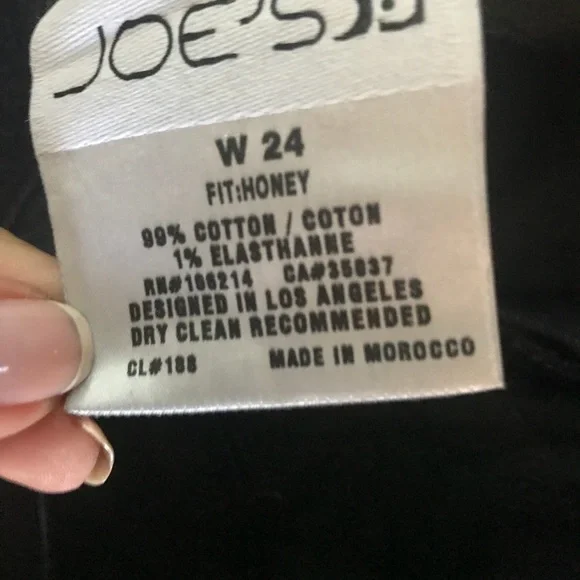 JOE'S
W 24
FIT:HONEY
99% COTTON / COTON
1% ELASTHANNE
RN#106214 CA#35037
DESIGNED IN LOS ANGELES
DRY CLEAN RECOMMENDED
CL#188 MADE IN MOROCCO